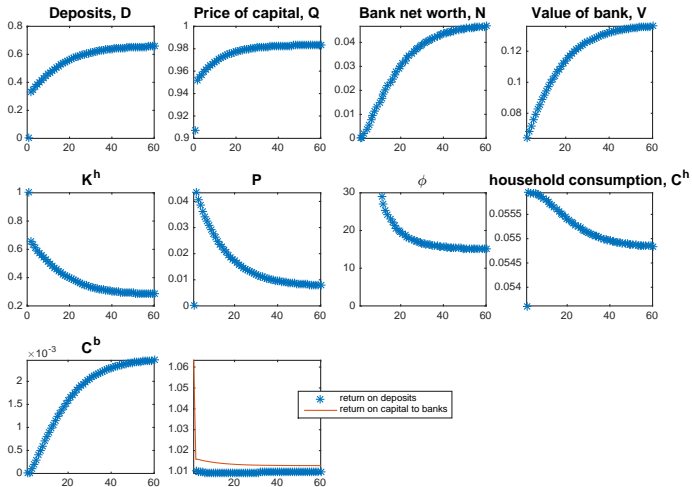 Deposits, D
0.8
0.6
0.4
0.2
0
0 20 40 60
Price of capital, Q
1
0.98
0.96
0.94
0.92
0.9
0 20 40 60
Bank net worth, N
0.04
0.03
0.02
0.01
0
0 20 40 60
Value of bank, V
0.12
0.1
0.08
20 40 60
K^h
1
0.8
0.6
0.4
0.2
0 20 40 60
P
0.04
0.03
0.02
0.01
0
0 20 40 60
ϕ
30
20
10
0
0 20 40 60
household consumption, C^h
0.0555
0.055
0.0545
0.054
20 40 60
C^b
×10^-3
2
1.5
1
0.5
0
0 20 40 60
1.06
1.05
1.04
1.03
1.02
1.01
20 40 60
return on deposits
return on capital to banks